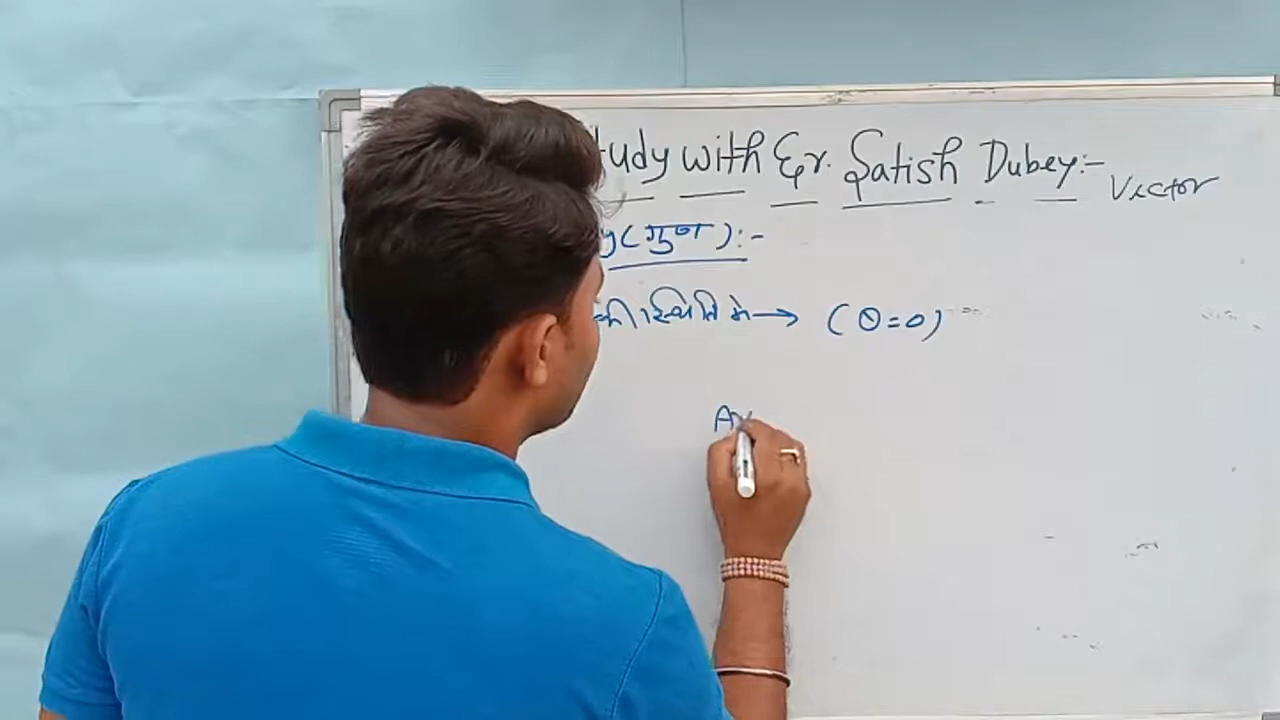 tudy with Er. Satish Dubey:-
Vector
y(गुण):-
की स्थिति में→ (θ=0)
A×